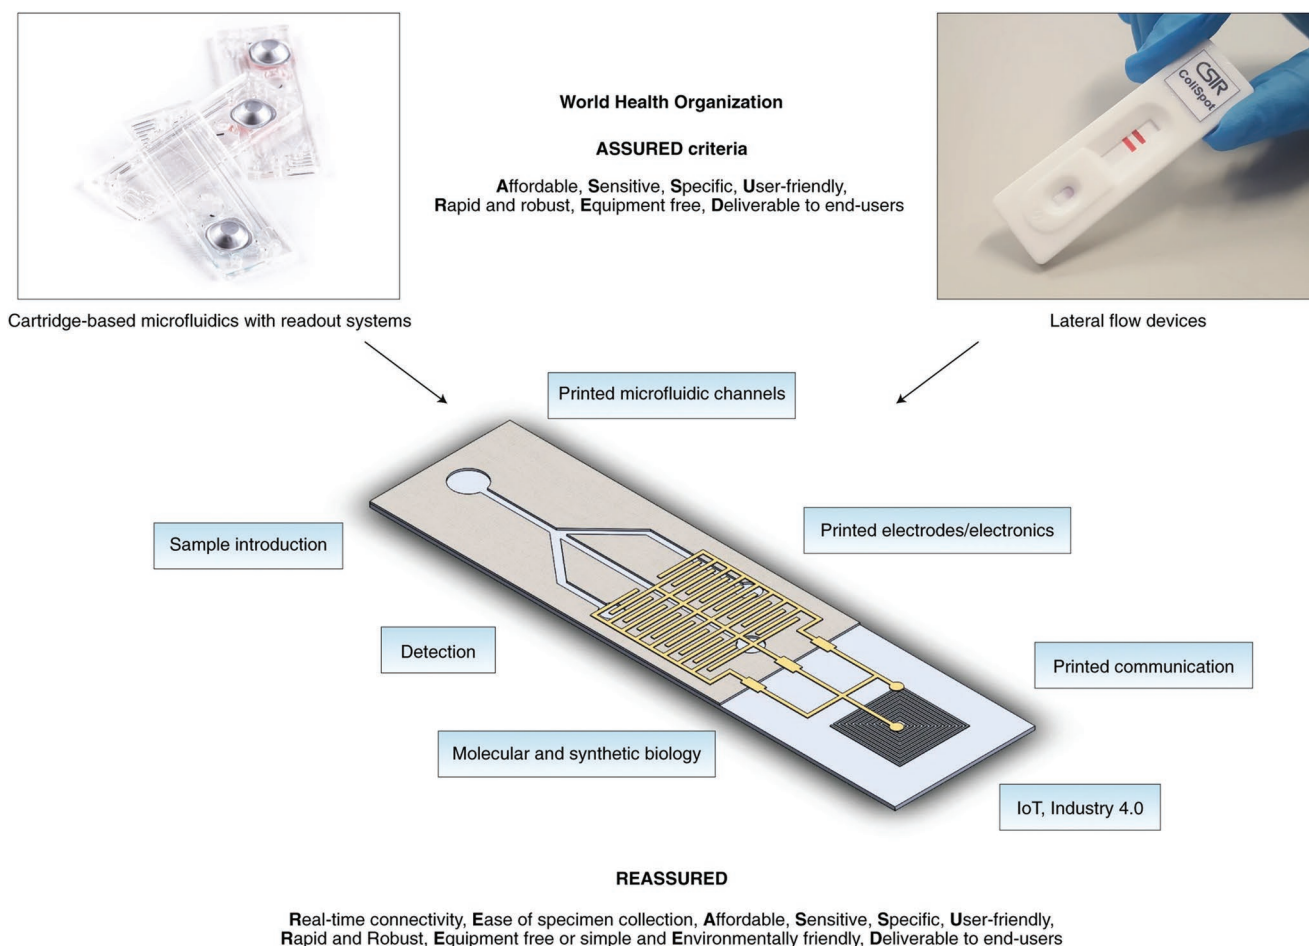 World Health Organization
ASSURED criteria
Affordable, Sensitive, Specific, User-friendly,
Rapid and robust, Equipment free, Deliverable to end-users
CSIR
ColiSpot
Cartridge-based microfluidics with readout systems
Lateral flow devices
Printed microfluidic channels
Sample introduction
Printed electrodes/electronics
Detection
Printed communication
Molecular and synthetic biology
IoT, Industry 4.0
REASSURED
Real-time connectivity, Ease of specimen collection, Affordable, Sensitive, Specific, User-friendly,
Rapid and Robust, Equipment free or simple and Environmentally friendly, Deliverable to end-users